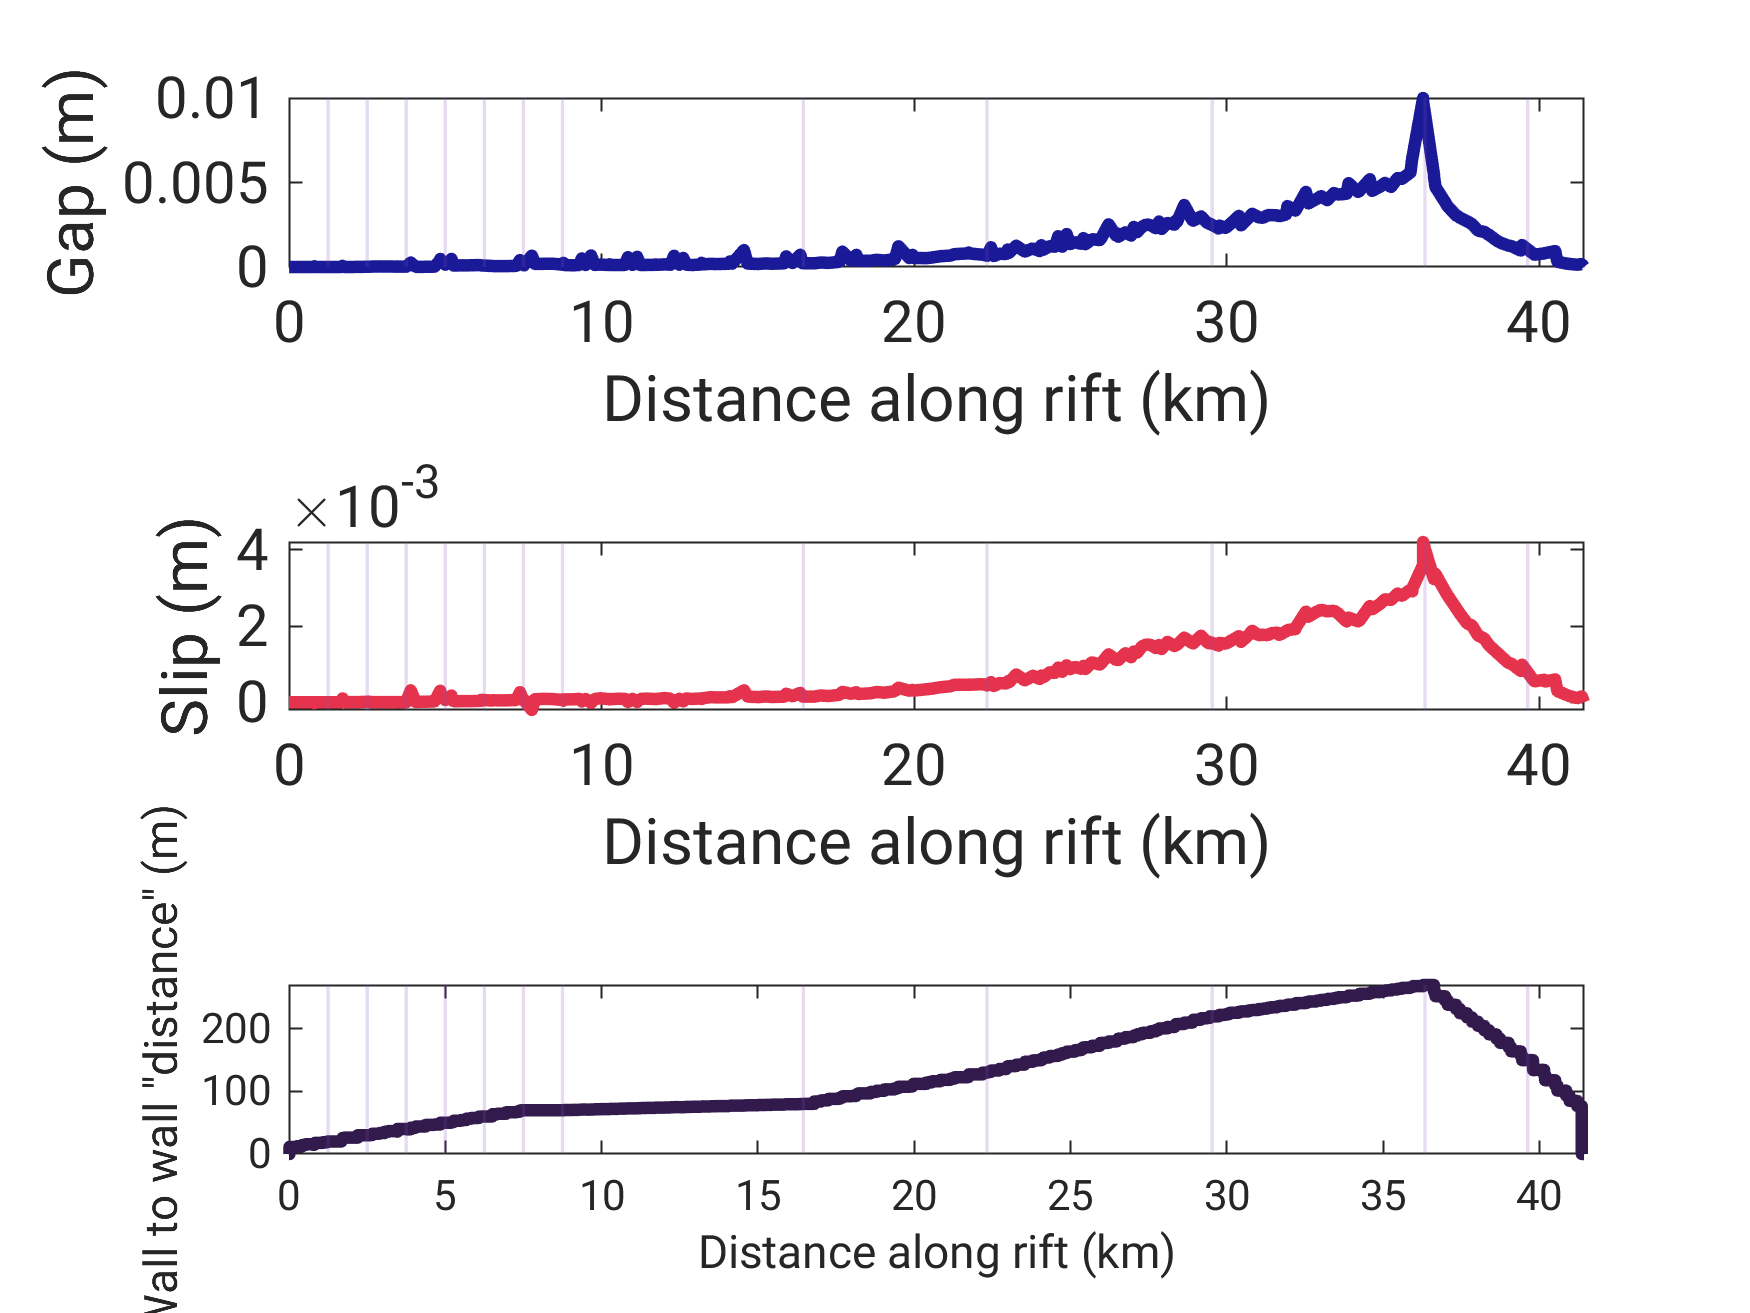 Gap (m)
0.01
0.005
0
0 10 20 30 40
Distance along rift (km)
×10-3
Slip (m)
4
2
0
0 10 20 30 40
Distance along rift (km)
to wall "distance" (m)
200
100
0
0 5 10 15 20 25 30 35 40
Distance along rift (km)